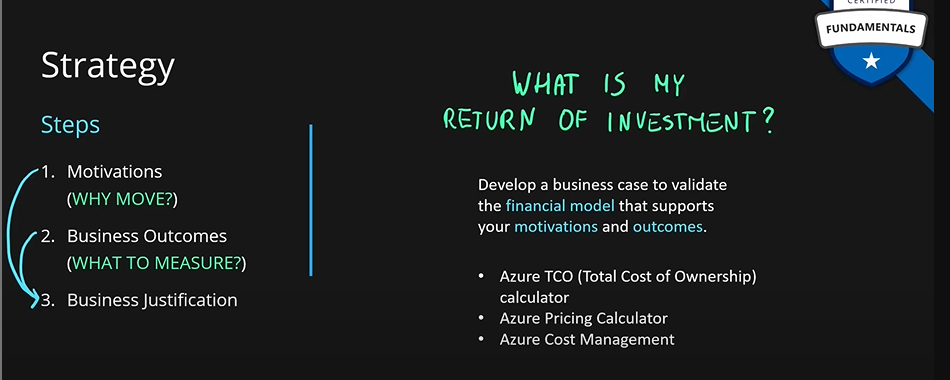 CERTIFIED
FUNDAMENTALS
Strategy
Steps
1. Motivations
(WHY MOVE?)
2. Business Outcomes
(WHAT TO MEASURE?)
3. Business Justification
WHAT IS MY
RETURN OF INVESTMENT?
Develop a business case to validate
the financial model that supports
your motivations and outcomes.
• Azure TCO (Total Cost of Ownership)
calculator
• Azure Pricing Calculator
• Azure Cost Management